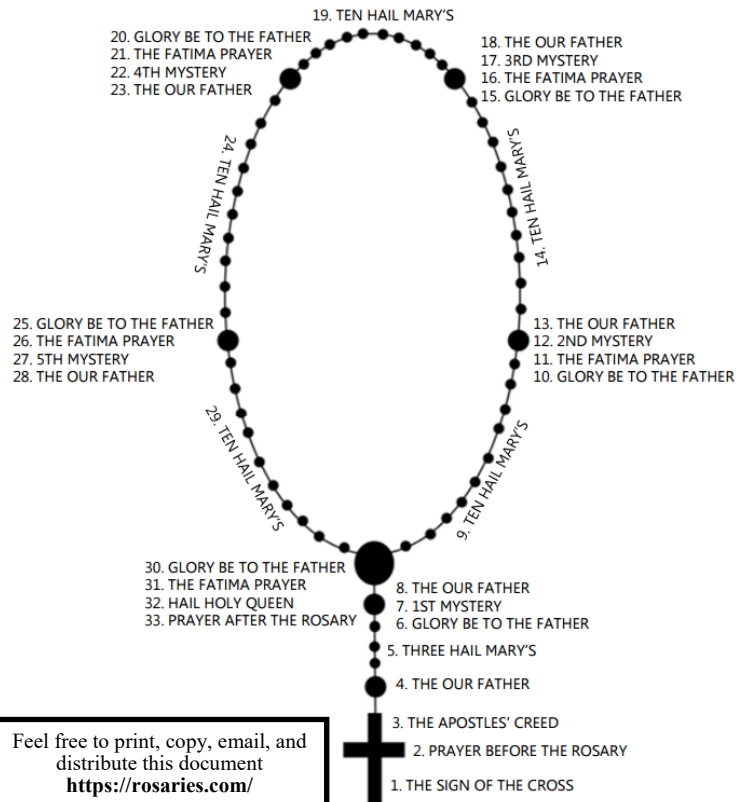 19. TEN HAIL MARY'S
20. GLORY BE TO THE FATHER
21. THE FATIMA PRAYER
22. 4TH MYSTERY
23. THE OUR FATHER
18. THE OUR FATHER
17. 3RD MYSTERY
16. THE FATIMA PRAYER
15. GLORY BE TO THE FATHER
24. TEN HAIL MARY'S
14. TEN HAIL MARY'S
25. GLORY BE TO THE FATHER
26. THE FATIMA PRAYER
27. 5TH MYSTERY
28. THE OUR FATHER
13. THE OUR FATHER
12. 2ND MYSTERY
11. THE FATIMA PRAYER
10. GLORY BE TO THE FATHER
29. TEN HAIL MARY'S
9. TEN HAIL MARY'S
30. GLORY BE TO THE FATHER
31. THE FATIMA PRAYER
32. HAIL HOLY QUEEN
33. PRAYER AFTER THE ROSARY
8. THE OUR FATHER
7. 1ST MYSTERY
6. GLORY BE TO THE FATHER
5. THREE HAIL MARY'S
4. THE OUR FATHER
3. THE APOSTLES' CREED
2. PRAYER BEFORE THE ROSARY
1. THE SIGN OF THE CROSS
Feel free to print, copy, email, and
distribute this document
https://rosaries.com/